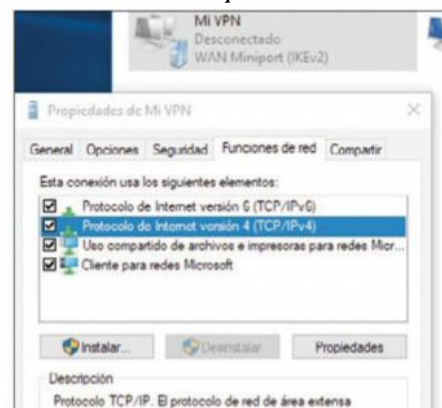 Mi VPN
Desconectado
WAN Miniport (IKEv2)
Propiedades de Mi VPN
General Opciones Seguridad Funciones de red Compartir
Esta conexión usa los siguientes elementos:
Protocolo de Internet versión 6 (TCP/IPv6)
Protocolo de Internet versión 4 (TCP/IPv4)
Uso compartido de archivos e impresoras para redes Micr...
Cliente para redes Microsoft
Instalar...
Desinstalar
Propiedades
Descripción
Protocolo TCP/IP. El protocolo de red de área extensa